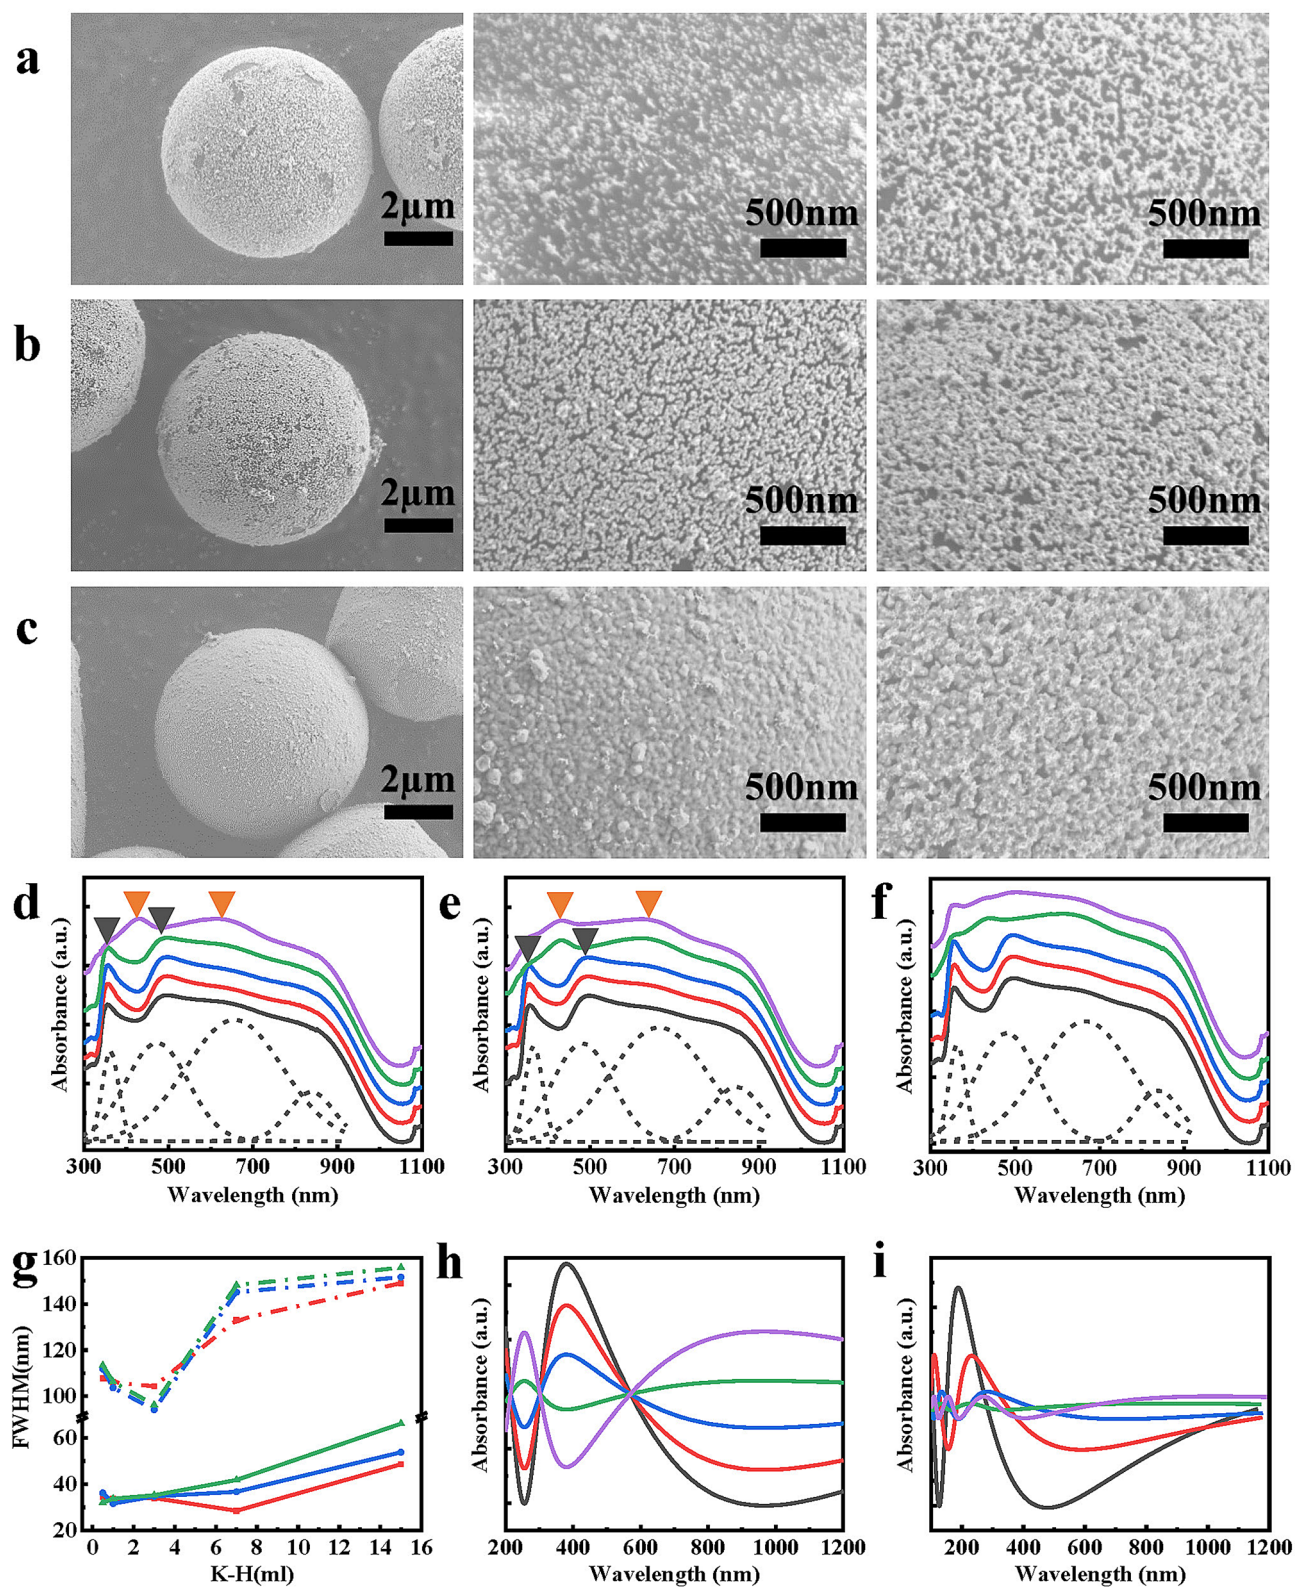 a
2μm
500nm
500nm
b
2μm
500nm
500nm
c
2μm
500nm
500nm
d
Absorbance (a.u.)
300 500 700 900 1100
Wavelength (nm)
e
Absorbance (a.u.)
300 500 700 900 1100
Wavelength (nm)
f
Absorbance (a.u.)
300 500 700 900 1100
Wavelength (nm)
g
FWHM(nm)
160
140
120
100
60
40
20
0 2 4 6 8 10 12 14 16
K-H(ml)
h
Absorbance (a.u.)
200 400 600 800 1000 1200
Wavelength (nm)
i
Absorbance (a.u.)
200 400 600 800 1000 1200
Wavelength (nm)